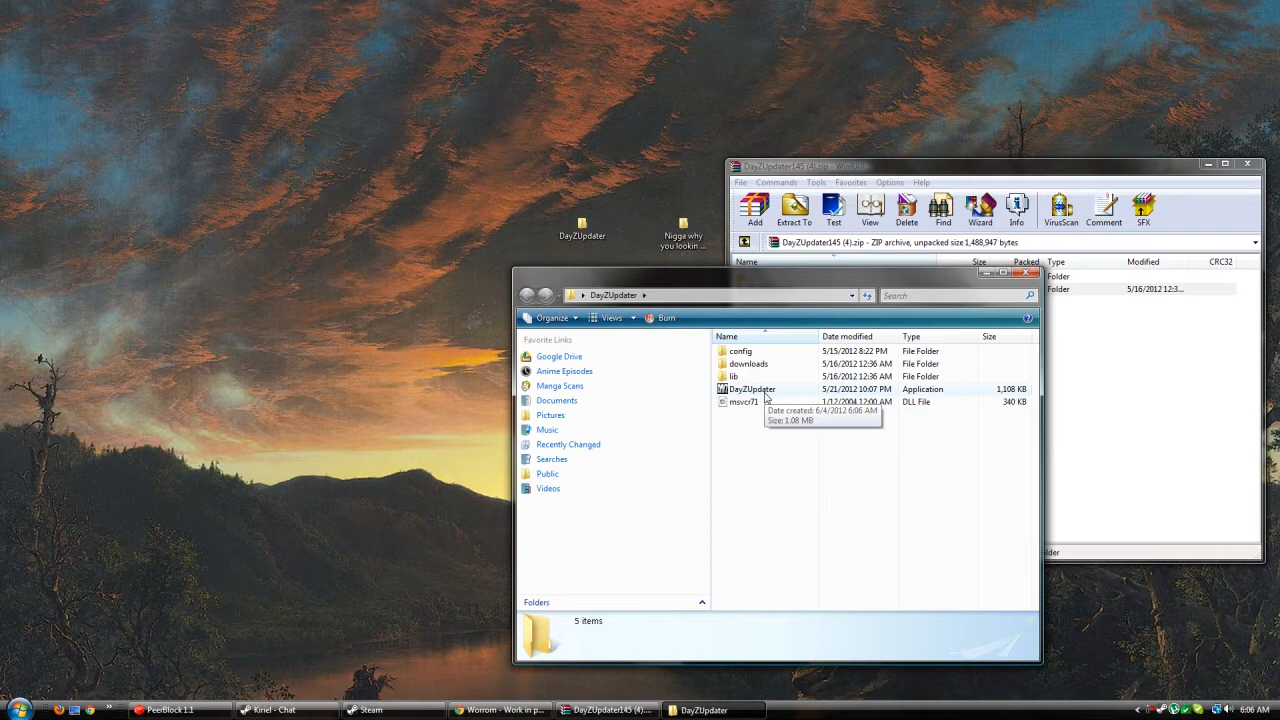 DayZUpdater
Nigga why
you lookin ...
DayZUpdater145 (4).zip - WinRAR
File Commands Tools Favorites Options Help
Add Extract To Test View Delete Find Wizard Info VirusScan Comment SFX
DayZUpdater145 (4).zip - ZIP archive, unpacked size 1,488,947 bytes
Name Size Packed Type Modified CRC32
Folder
Folder 5/16/2012 12:3...
DayZUpdater
Search
Organize Views Burn
Favorite Links
Google Drive
Anime Episodes
Manga Scans
Documents
Pictures
Music
Recently Changed
Searches
Public
Videos
Folders
Name Date modified Type Size
config 5/15/2012 8:22 PM File Folder
downloads 5/16/2012 12:36 AM File Folder
lib 5/16/2012 12:36 AM File Folder
DayZUpdater 5/21/2012 10:07 PM Application 1,108 KB
msvcr71 1/12/2004 12:00 AM DLL File 340 KB
Date created: 6/4/2012 6:06 AM
Size: 1.08 MB
5 items
older
PeerBlock 1.1 Kiriel - Chat Steam Worrom - Work in p... DayZUpdater145 (4).... DayZUpdater 6:06 AM